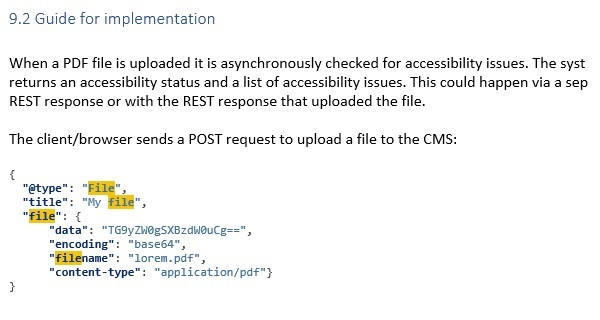 9.2 Guide for implementation
When a PDF file is uploaded it is asynchronously checked for accessibility issues. The syst
returns an accessibility status and a list of accessibility issues. This could happen via a sep
REST response or with the REST response that uploaded the file.
The client/browser sends a POST request to upload a file to the CMS:
{
"@type": "File",
"title": "My file",
"file": {
"data": "TG9yZW0gSXBzdW0uCg==",
"encoding": "base64",
"filename": "lorem.pdf",
"content-type": "application/pdf"}
}